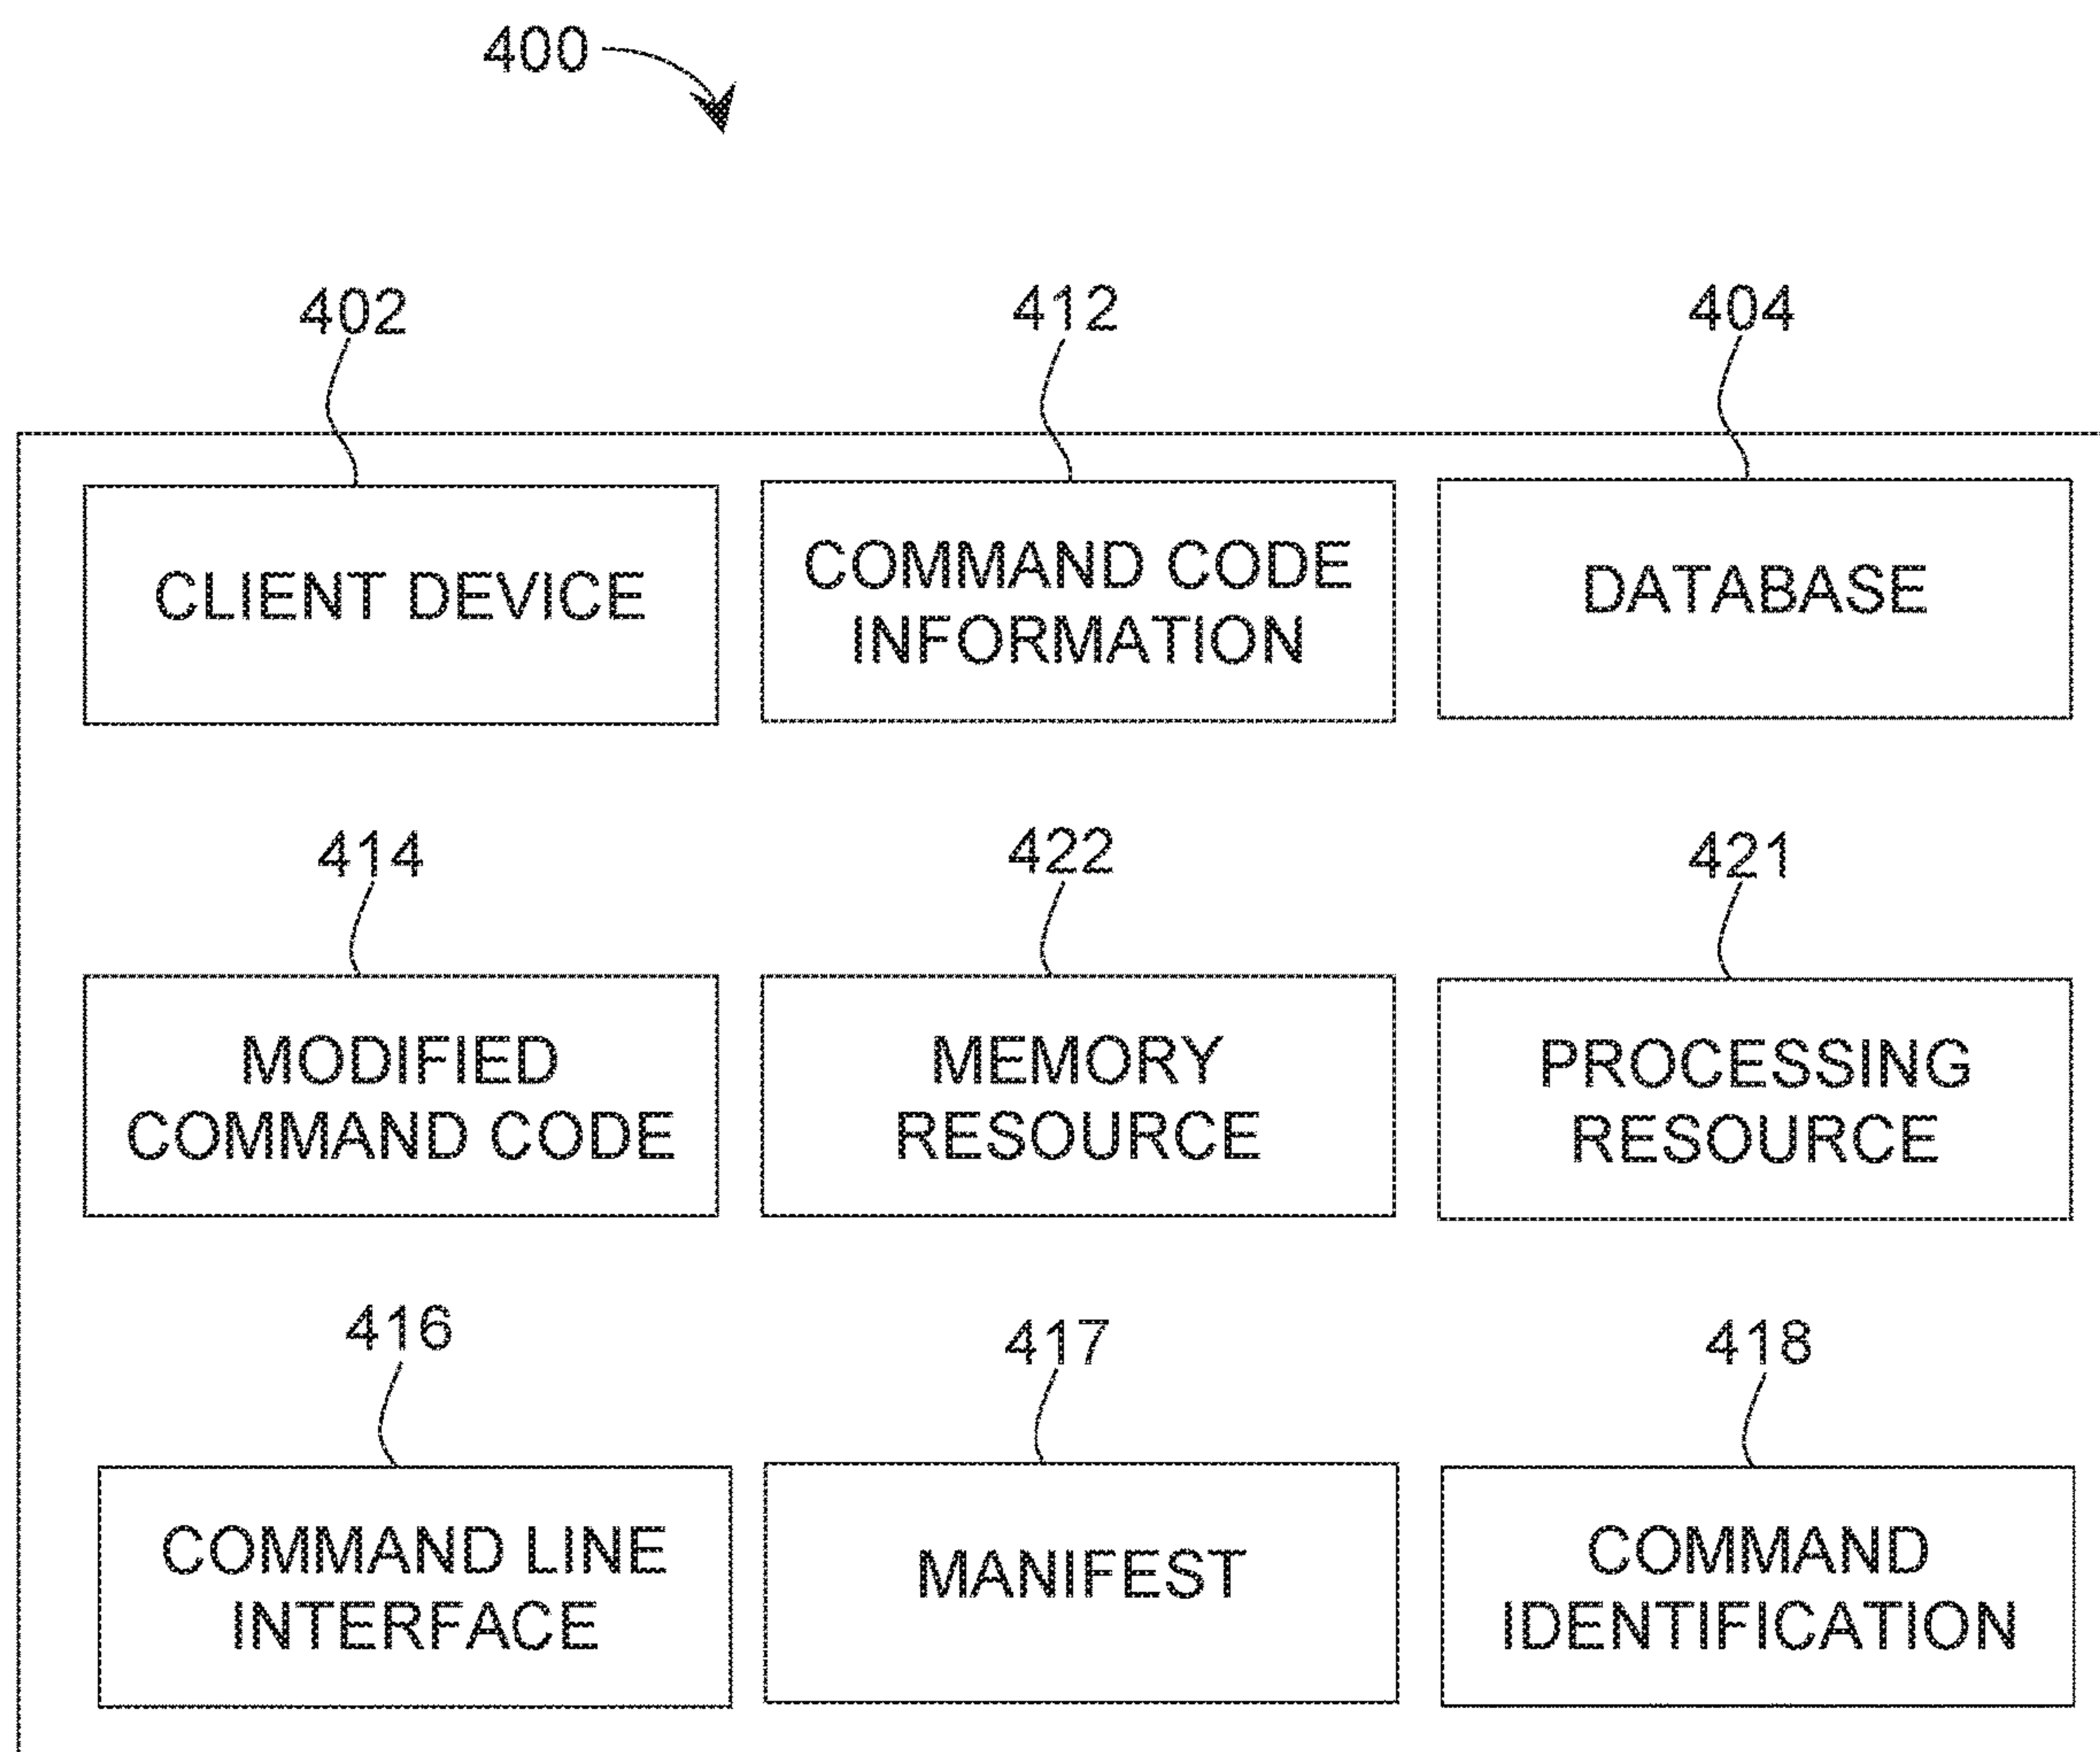 400
402
412
404
CLIENT DEVICE
COMMAND CODE
INFORMATION
DATABASE
414
422
421
MODIFIED
COMMAND CODE
MEMORY
RESOURCE
PROCESSING
RESOURCE
416
417
418
COMMAND LINE
INTERFACE
MANIFEST
COMMAND
IDENTIFICATION